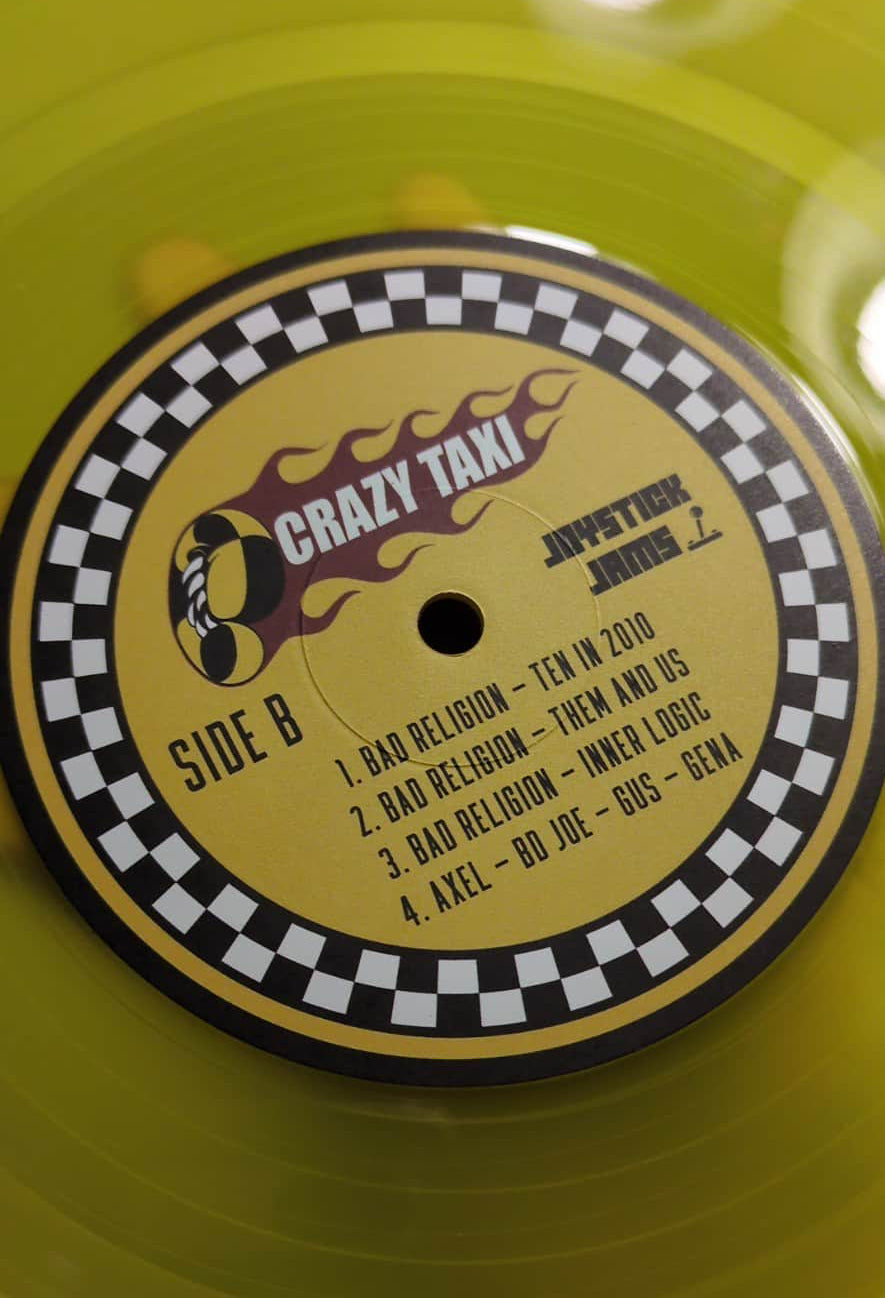 CRAZY TAXI
JOYSTICK
JAMS
SIDE B
1. BAD RELIGION – TEN IN 2010
2. BAD RELIGION – THEM AND US
3. BAD RELIGION – INNER LOGIC
4. AXEL – BD JOE – GUS – GENA